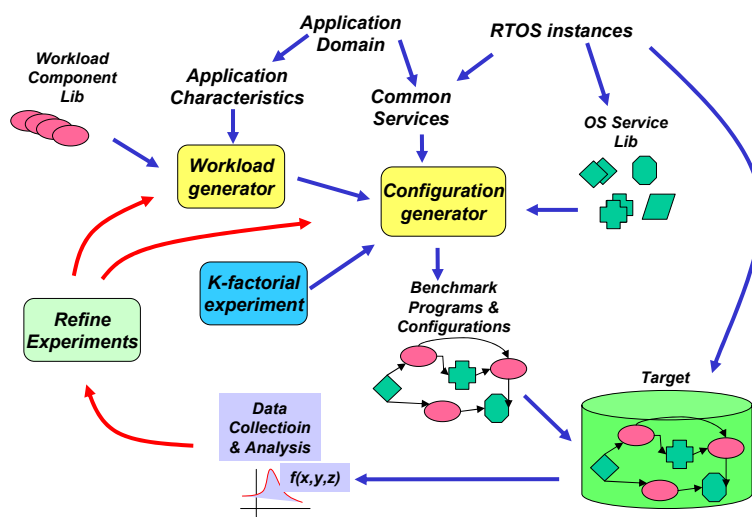 Application
Domain
RTOS instances
Workload
Component
Lib
Application
Characteristics
Common
Services
OS Service
Lib
Workload
generator
Configuration
generator
K-factorial
experiment
Benchmark
Programs &
Configurations
Refine
Experiments
Target
Data
Collectioin
& Analysis
f(x,y,z)